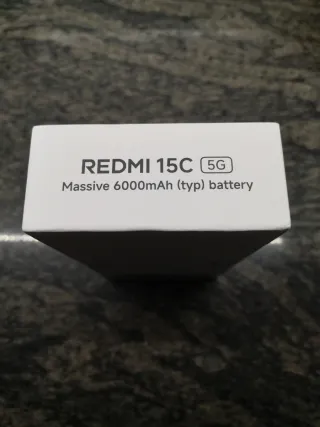 REDMI 15C 5G
Massive 6000mAh (typ) battery